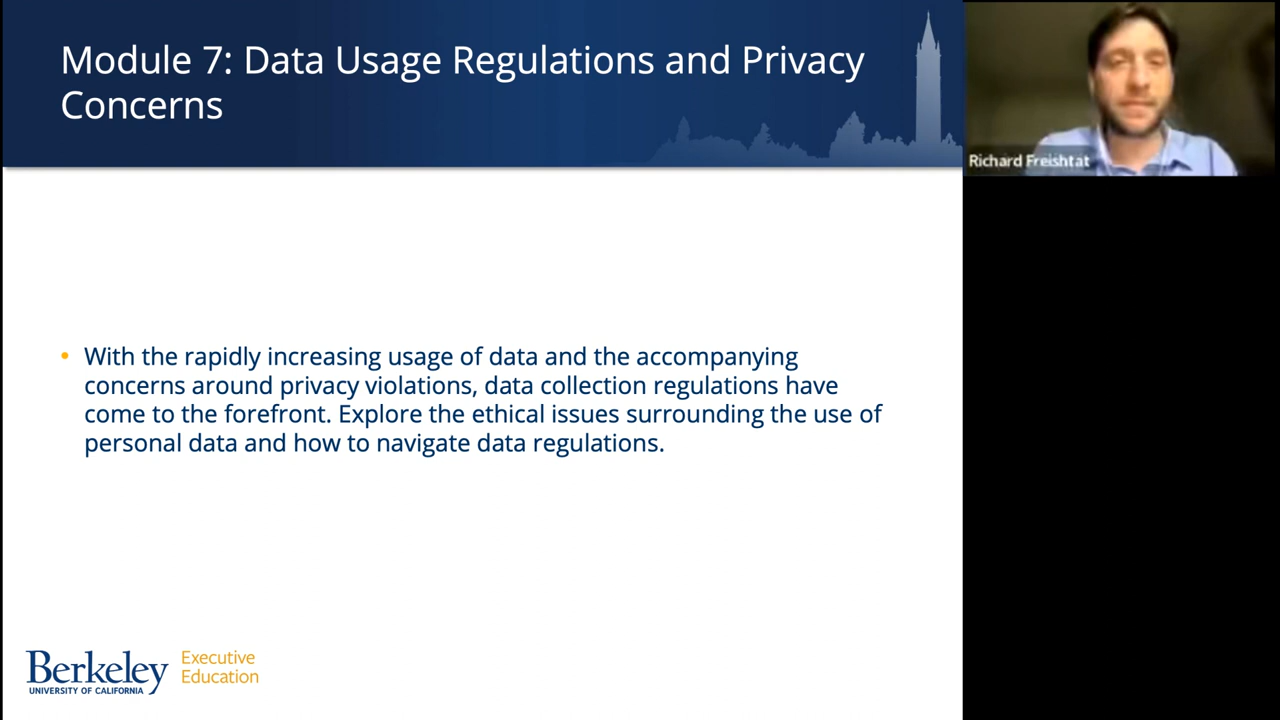 Module 7: Data Usage Regulations and Privacy
Concerns
Richard Freishtat
• With the rapidly increasing usage of data and the accompanying
concerns around privacy violations, data collection regulations have
come to the forefront. Explore the ethical issues surrounding the use of
personal data and how to navigate data regulations.
Berkeley
UNIVERSITY OF CALIFORNIA
Executive
Education